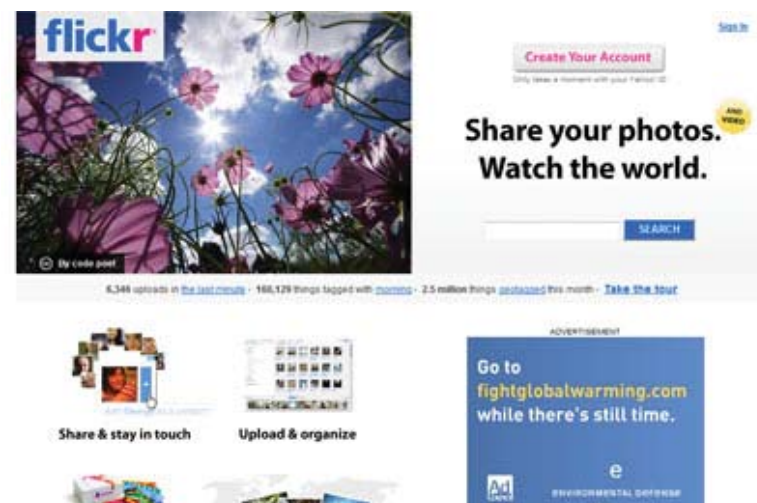 flickr
Sign In
Create Your Account
Only takes a moment with your Yahoo! ID
AND
VIDEO
Share your photos.
Watch the world.
SEARCH
By code poet
6,346 uploads in the last minute · 168,129 things tagged with morning · 2.5 million things geotagged this month · Take the tour
ADVERTISEMENT
Go to
fightglobalwarming.com
while there's still time.
Share & stay in touch
Upload & organize
Ad
e
ENVIRONMENTAL DEFENSE